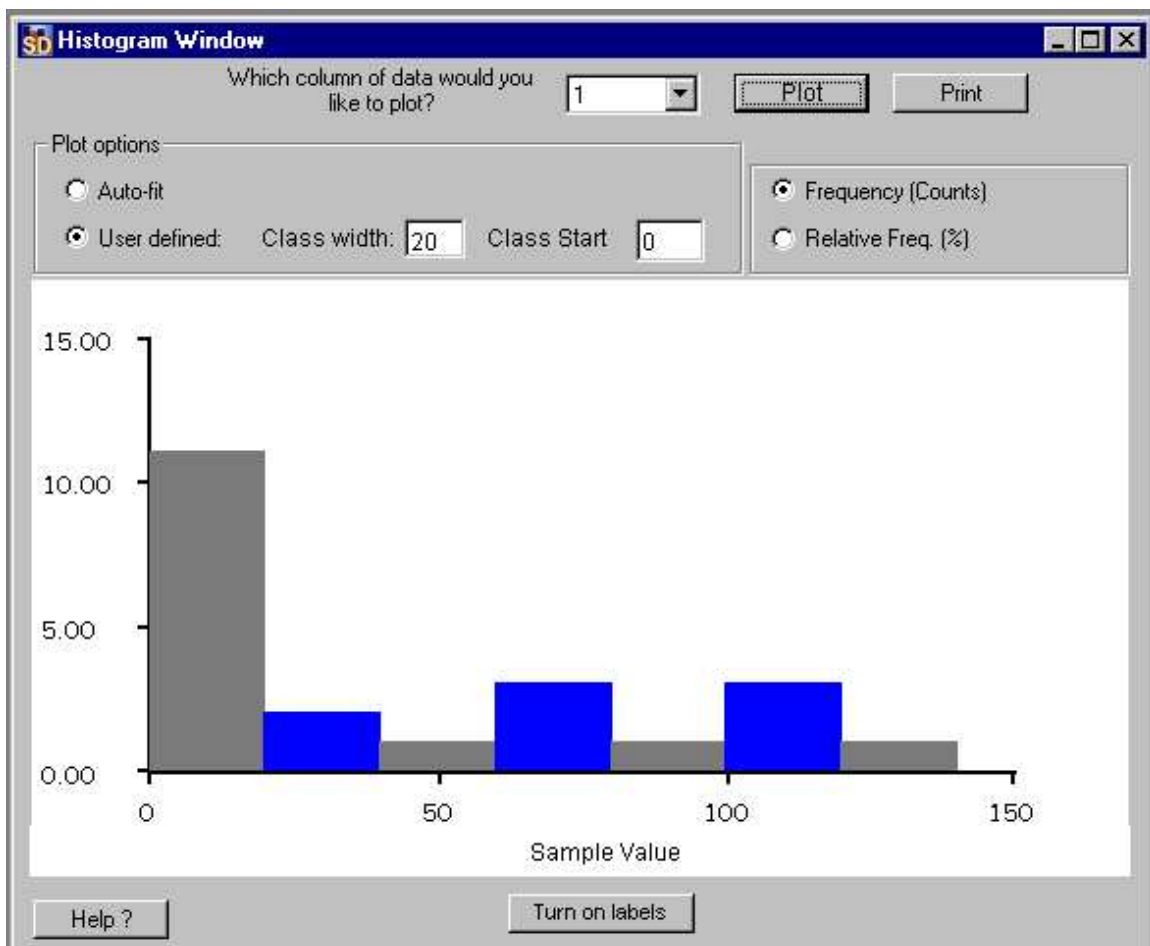 SD Histogram Window
Which column of data would you
like to plot?
1
Plot
Print
Plot options
Auto-fit
User defined: Class width: 20 Class Start 0
Frequency (Counts)
Relative Freq. (%)
15.00
10.00
5.00
0.00
0 50 100 150
Sample Value
Help ?
Turn on labels